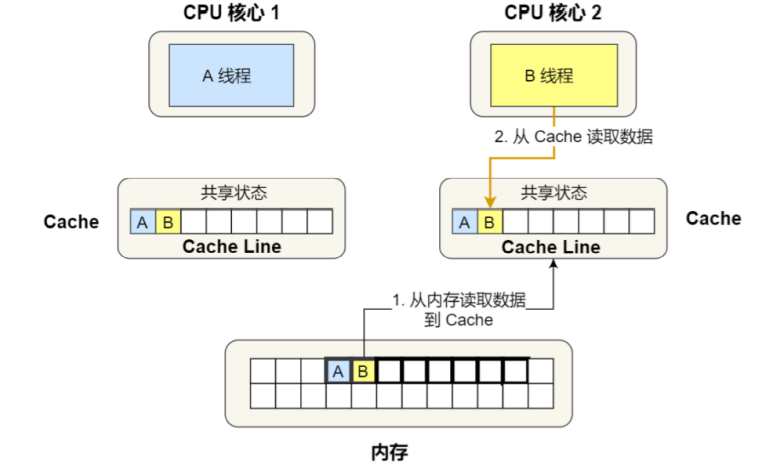 CPU 核心 1
CPU 核心 2
A 线程
B 线程
2. 从 Cache 读取数据
共享状态
共享状态
Cache
A B
A B
Cache
Cache Line
Cache Line
1. 从内存读取数据
到 Cache
A B
内存